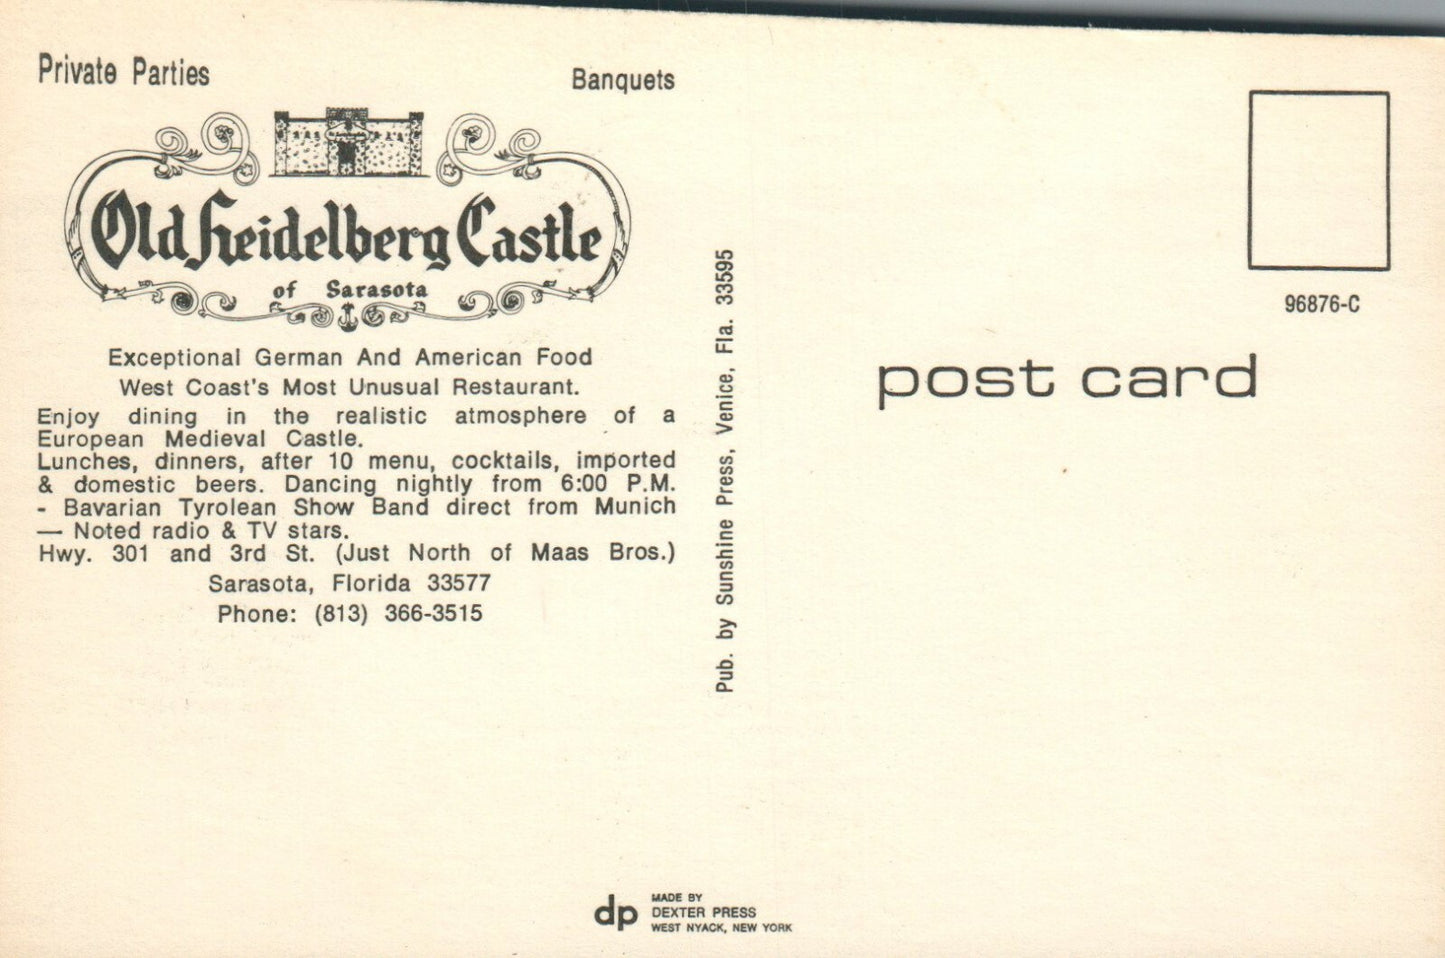 Private Parties Banquets
Old Heidelberg Castle
of Sarasota
Exceptional German And American Food
West Coast's Most Unusual Restaurant.
Enjoy dining in the realistic atmosphere of a
European Medieval Castle.
Lunches, dinners, after 10 menu, cocktails, imported
& domestic beers. Dancing nightly from 6:00 P.M.
- Bavarian Tyrolean Show Band direct from Munich
— Noted radio & TV stars.
Hwy. 301 and 3rd St. (Just North of Maas Bros.)
Sarasota, Florida 33577
Phone: (813) 366-3515
Pub. by Sunshine Press, Venice, Fla. 33595
96876-C
post card
dp
MADE BY
DEXTER PRESS
WEST NYACK, NEW YORK